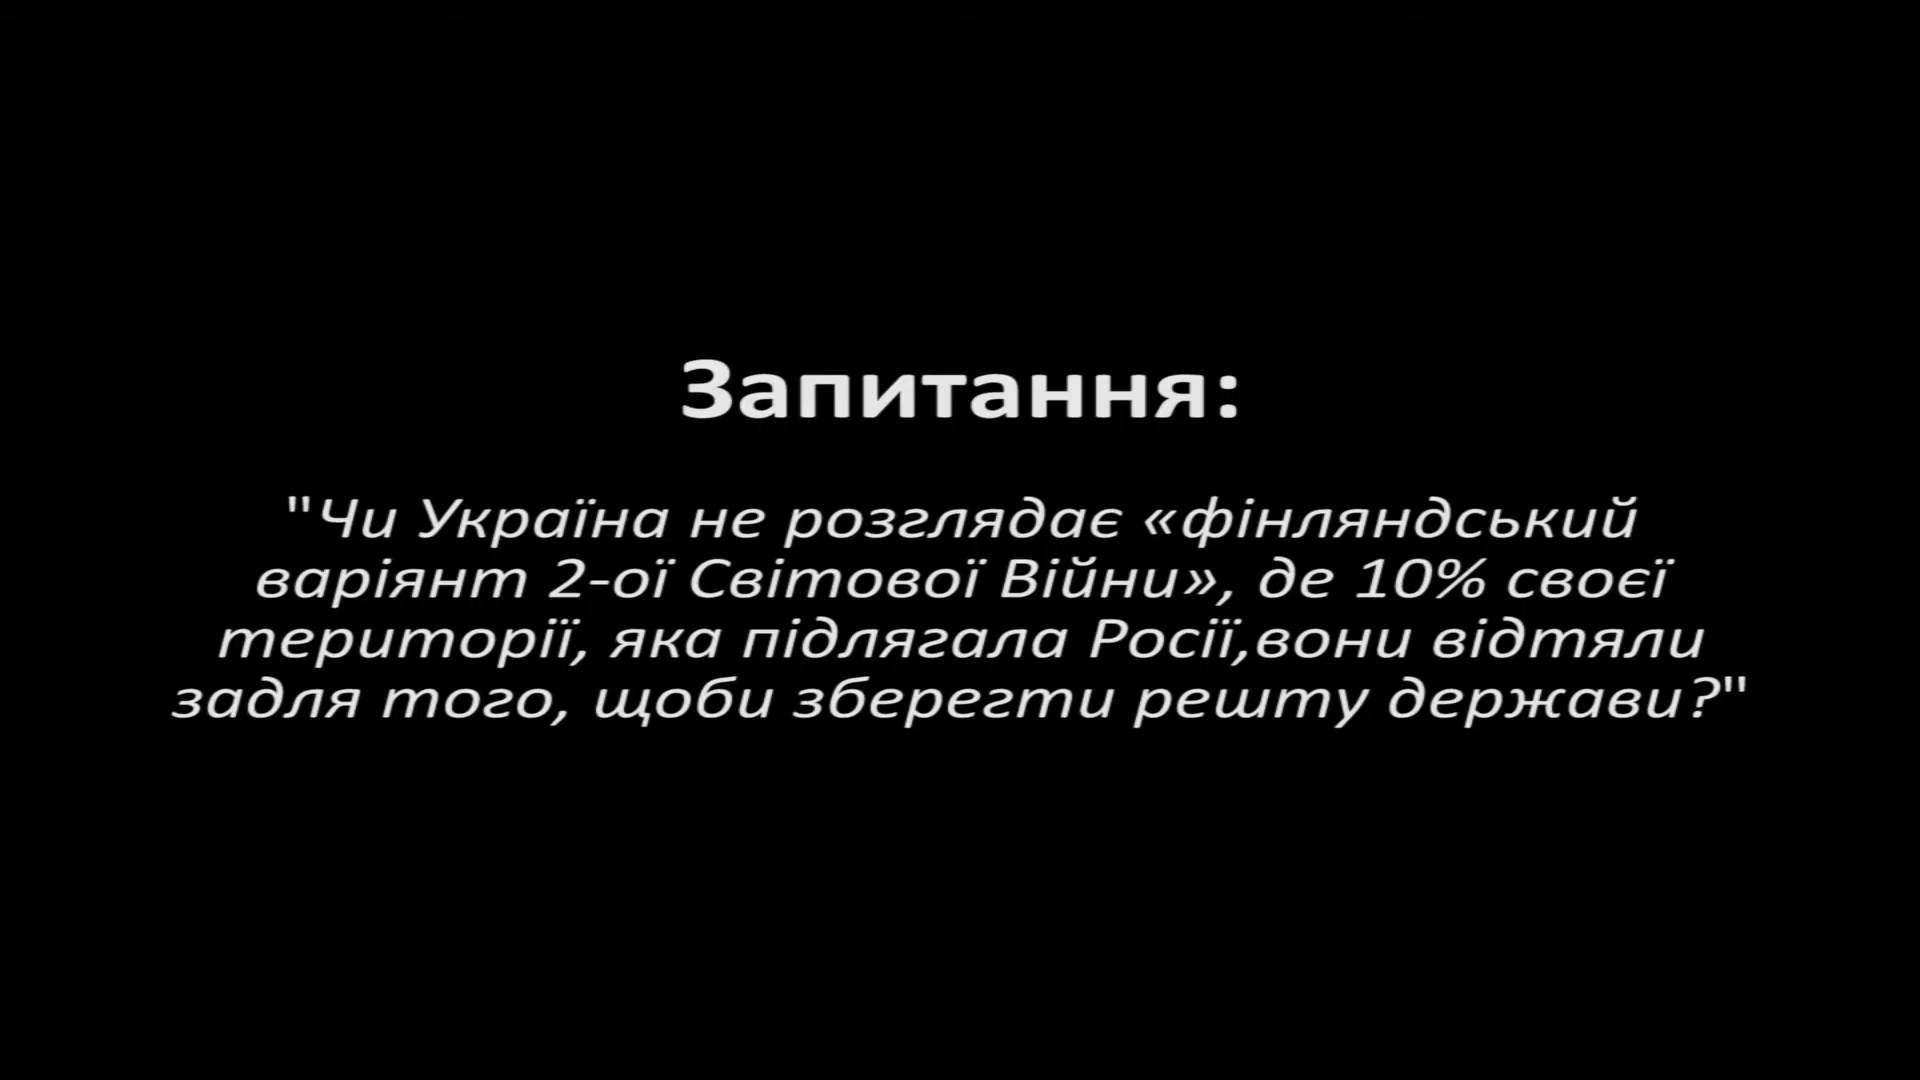 Запитання:
"Чи Україна не розглядає «фінляндський
варіянт 2-ої Світової Війни», де 10% своєї
території, яка підлягала Росії,вони відтяли
задля того, щоби зберегти решту держави?"